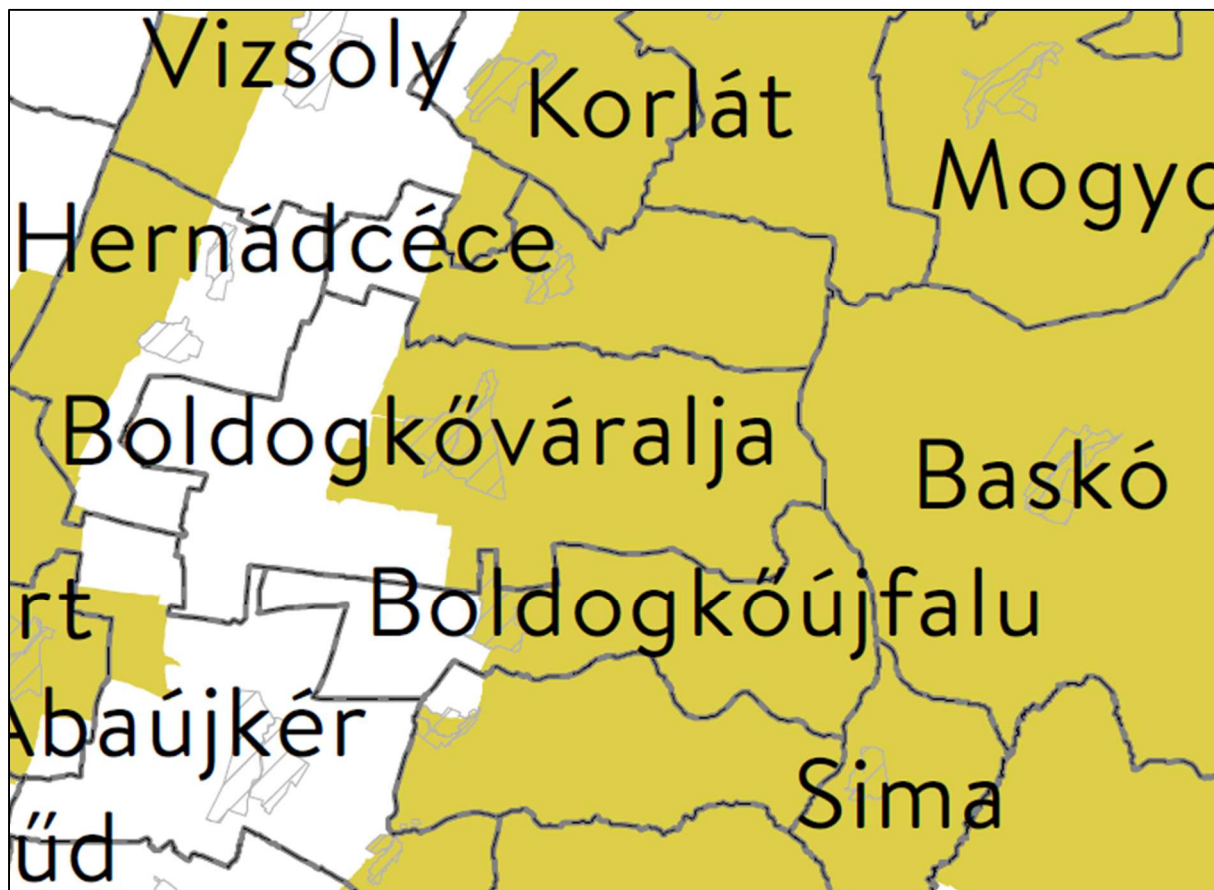 Vizsoly
Korlát
Mogyo
Hernádcéce
Boldogkőváralja
Baskó
Boldogkőújfalu
rt
Abaújkér
Sima
űd